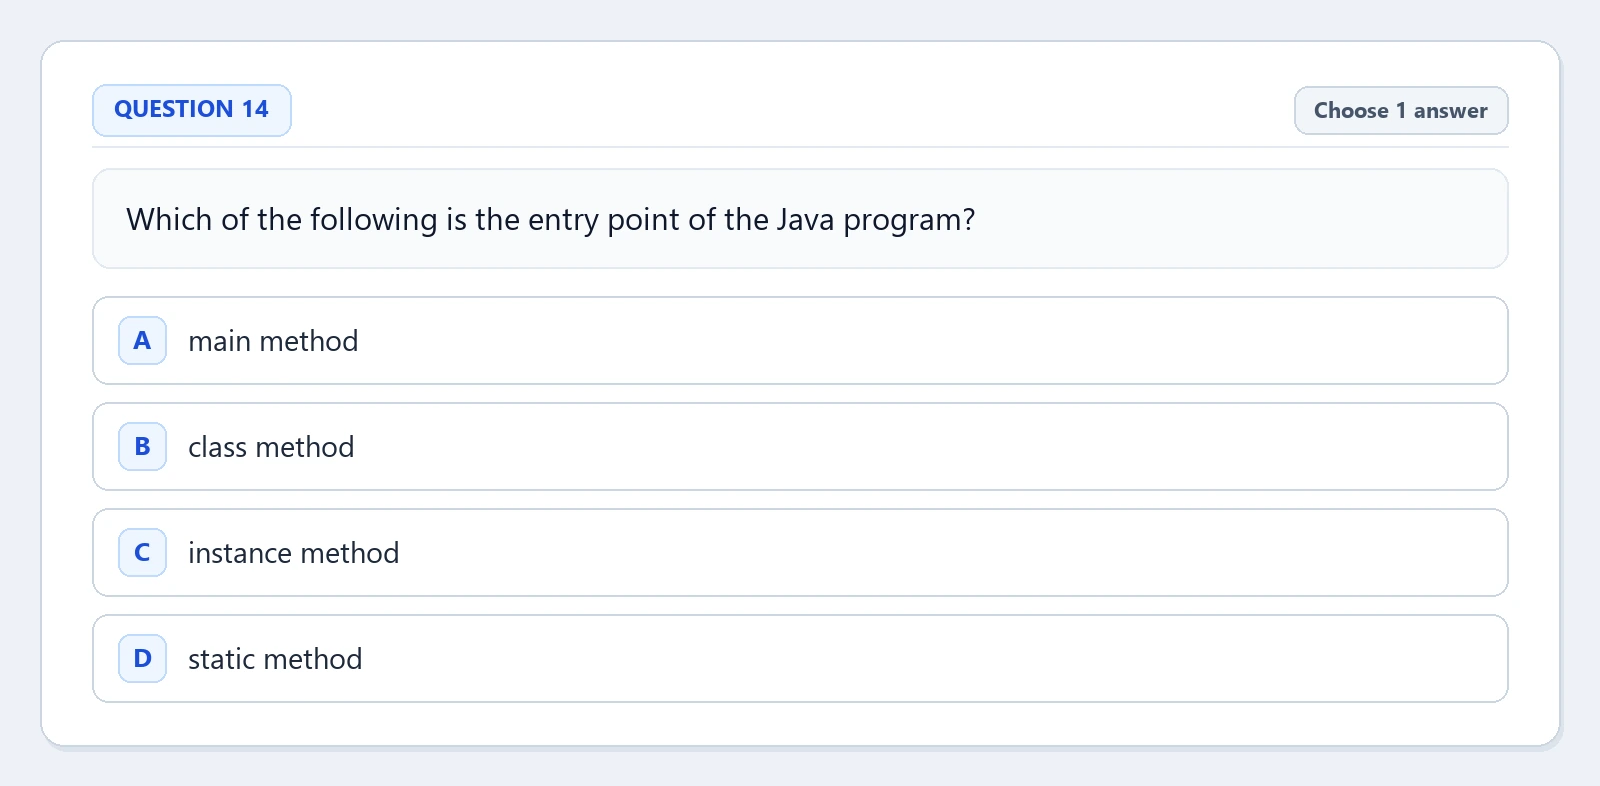 QUESTION 14
Choose 1 answer
Which of the following is the entry point of the Java program?
A main method
B class method
C instance method
D static method